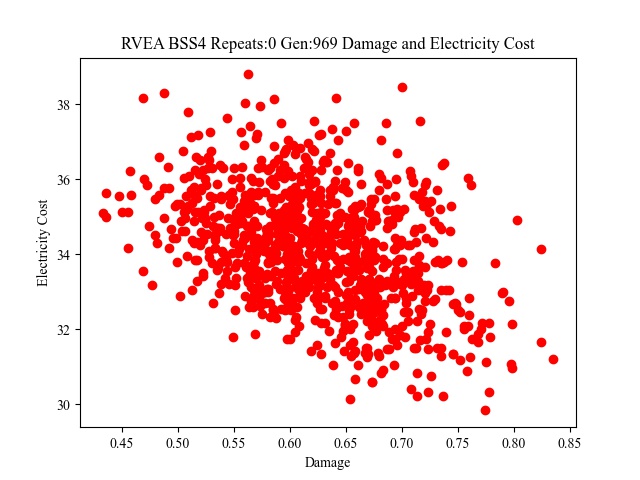 RVEA BSS4 Repeats:0 Gen:969 Damage and Electricity Cost
38
36
34
32
30
Electricity Cost
0.45 0.50 0.55 0.60 0.65 0.70 0.75 0.80 0.85
Damage